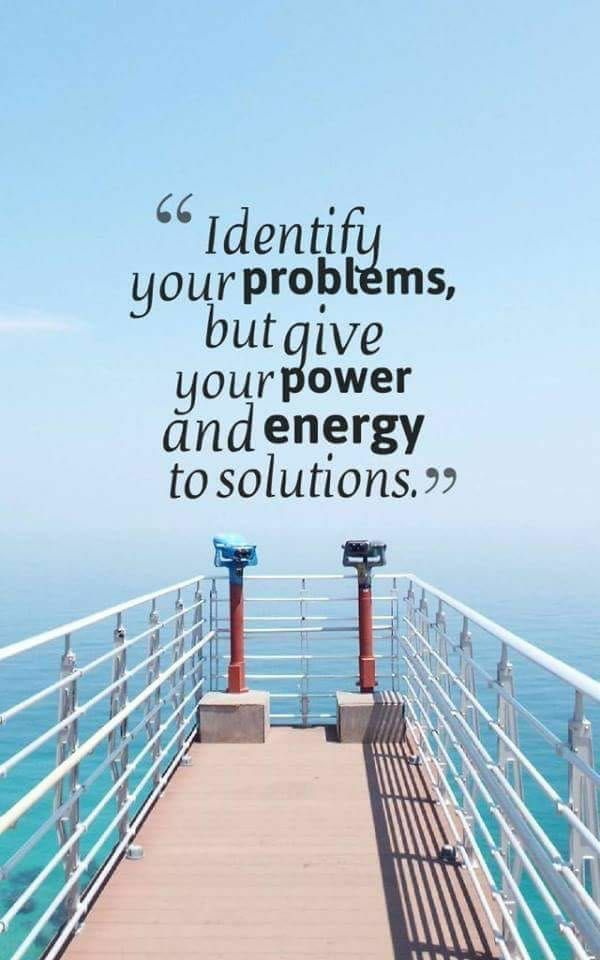 “ Identify
your problems,
but give
your power
and energy
to solutions.”